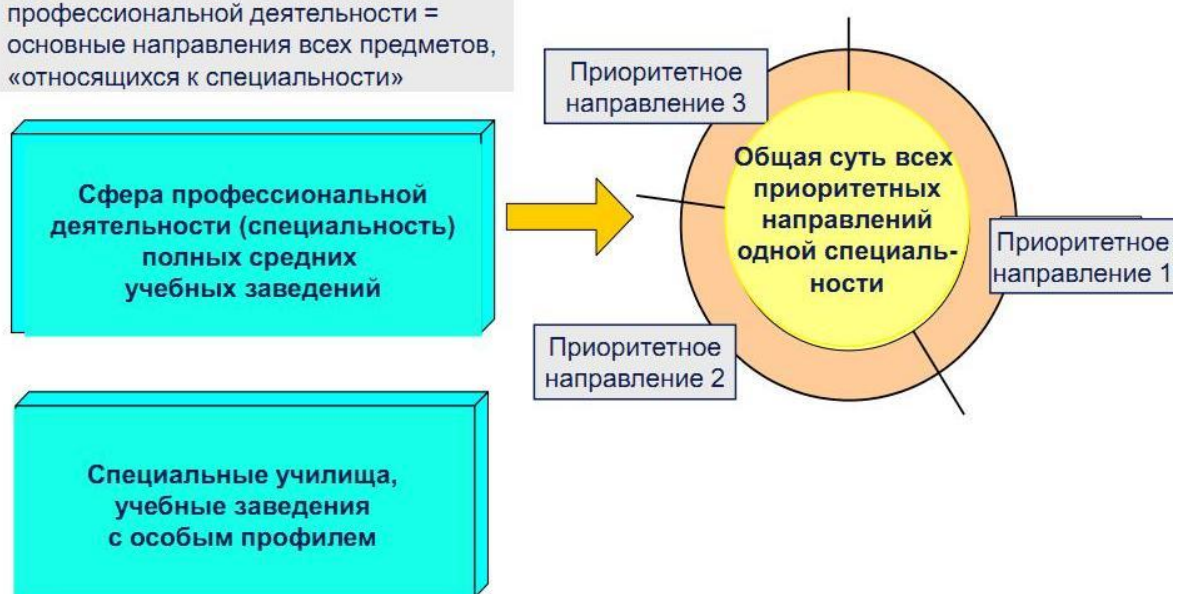 профессиональной деятельности =
основные направления всех предметов,
«относящихся к специальности»
Сфера профессиональной
деятельности (специальность)
полных средних
учебных заведений
Специальные училища,
учебные заведения
с особым профилем
Приоритетное
направление 3
Общая суть всех
приоритетных
направлений
одной специаль-
ности
Приоритетное
направление 1
Приоритетное
направление 2